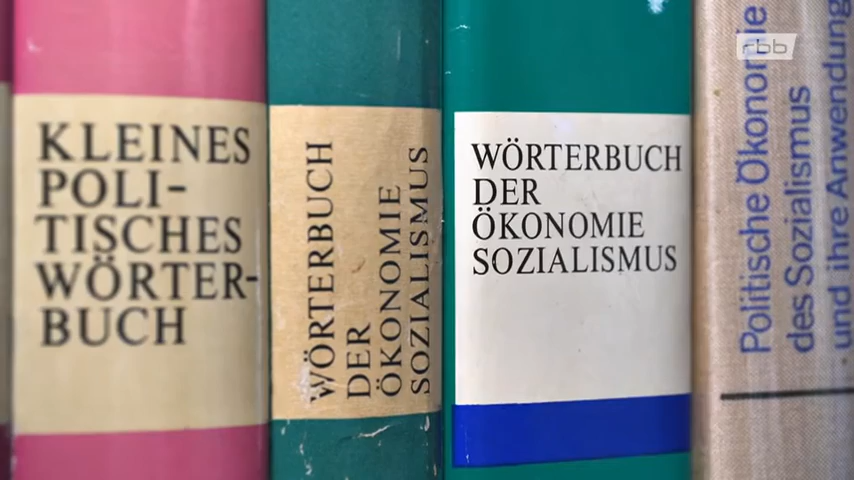 KLEINES
POLI-
TISCHES
WÖRTER-
BUCH
WÖRTERBUCH
DER
ÖKONOMIE
SOZIALISMUS
WÖRTERBUCH
DER
ÖKONOMIE
SOZIALISMUS
Politische Ökonomie
des Sozialismus
und ihre Anwendung
rbb